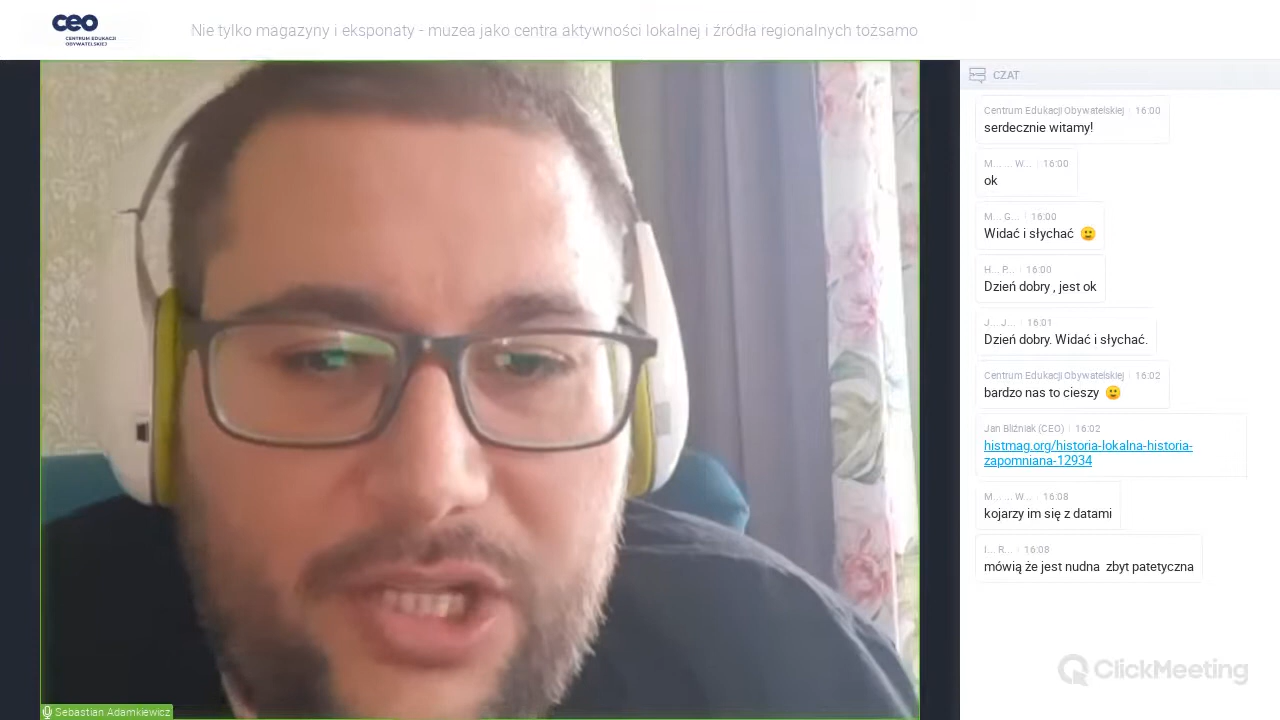 ceo
CENTRUM EDUKACJI
OBYWATELSKIEJ
Nie tylko magazyny i eksponaty - muzea jako centra aktywności lokalnej i źródła regionalnych tożsamo
CZAT
Centrum Edukacji Obywatelskiej 16:00
serdecznie witamy!
M... ... W... 16:00
ok
M... G... 16:00
Widać i słychać 🙂
H... P... 16:00
Dzień dobry , jest ok
J... J... 16:01
Dzień dobry. Widać i słychać.
Centrum Edukacji Obywatelskiej 16:02
bardzo nas to cieszy 🙂
Jan Bliźniak (CEO) 16:02
histmag.org/historia-lokalna-historia-
zapomniana-12934
M... ... W... 16:08
kojarzy im się z datami
I... R... 16:08
mówią że jest nudna zbyt patetyczna
ClickMeeting
Sebastian Adamkiewicz